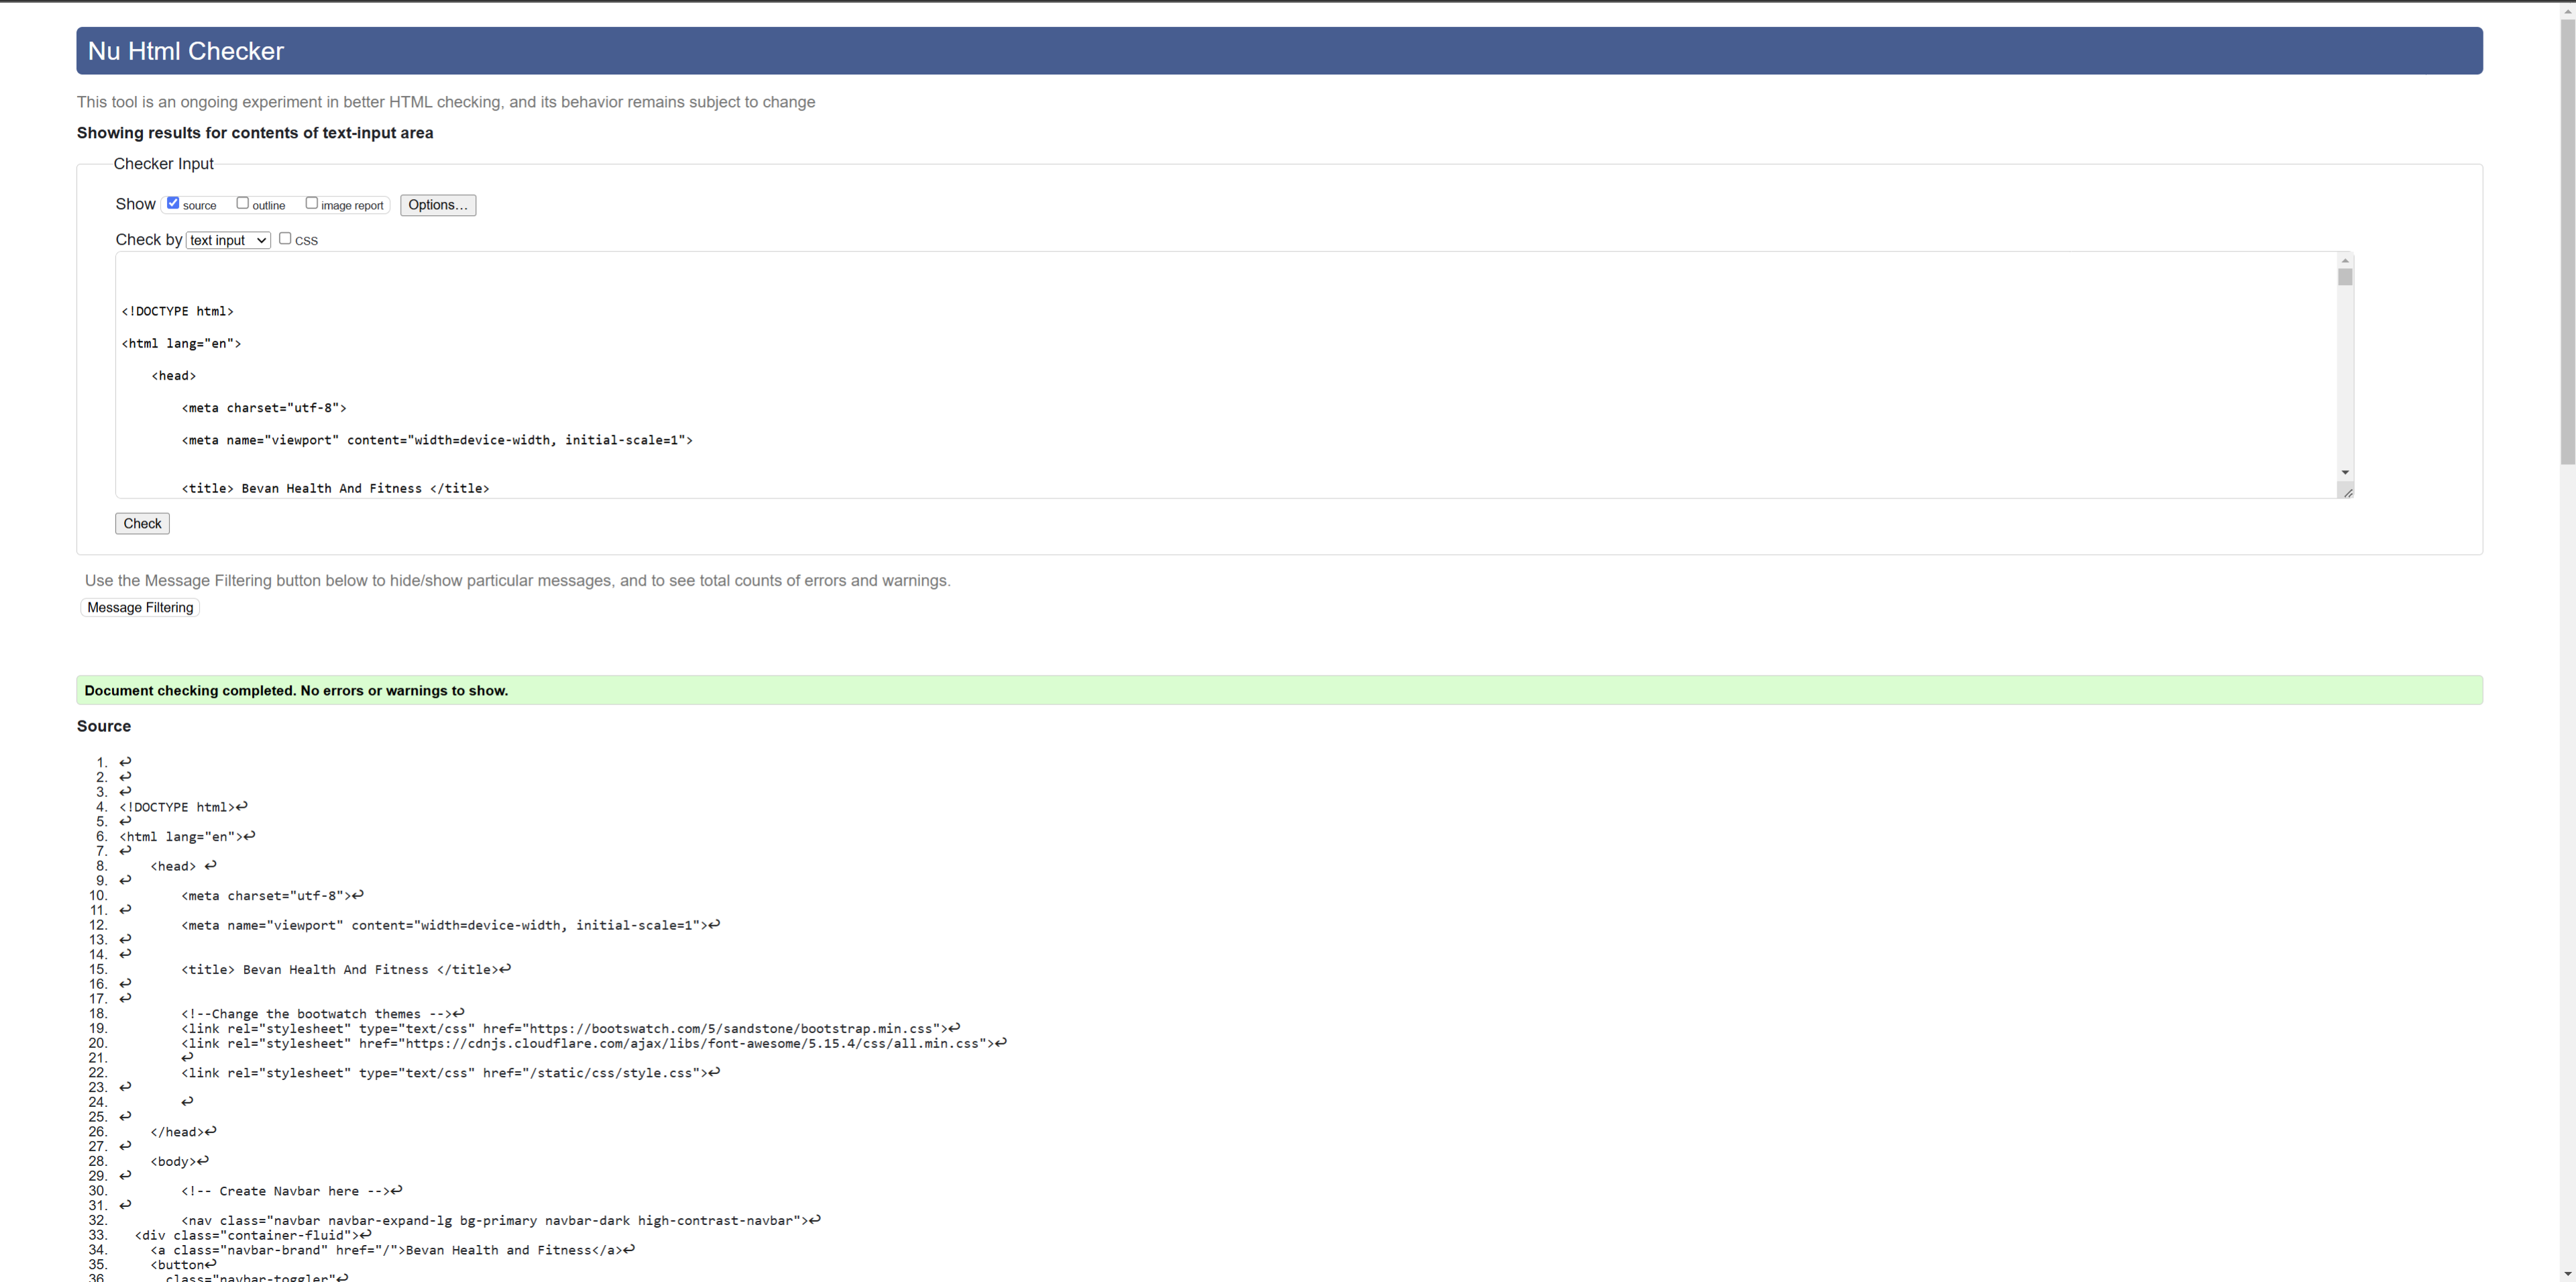 Nu Html Checker
This tool is an ongoing experiment in better HTML checking, and its behavior remains subject to change
Showing results for contents of text-input area
Checker Input
Show source outline image report Options...
Check by text input CSS
<!DOCTYPE html>
<html lang="en">
<head>
<meta charset="utf-8">
<meta name="viewport" content="width=device-width, initial-scale=1">
<title> Bevan Health And Fitness </title>
Check
Use the Message Filtering button below to hide/show particular messages, and to see total counts of errors and warnings.
Message Filtering
Document checking completed. No errors or warnings to show.
Source
1. ↩
2. ↩
3. ↩
4. <!DOCTYPE html>↩
5. ↩
6. <html lang="en">↩
7. ↩
8. <head> ↩
9. ↩
10. <meta charset="utf-8">↩
11. ↩
12. <meta name="viewport" content="width=device-width, initial-scale=1">↩
13. ↩
14. ↩
15. <title> Bevan Health And Fitness </title>↩
16. ↩
17. ↩
18. <!--Change the bootwatch themes -->↩
19. <link rel="stylesheet" type="text/css" href="https://bootswatch.com/5/sandstone/bootstrap.min.css">↩
20. <link rel="stylesheet" href="https://cdnjs.cloudflare.com/ajax/libs/font-awesome/5.15.4/css/all.min.css">↩
21. ↩
22. <link rel="stylesheet" type="text/css" href="/static/css/style.css">↩
23. ↩
24. ↩
25. ↩
26. </head>↩
27. ↩
28. <body>↩
29. ↩
30. <!-- Create Navbar here -->↩
31. ↩
32. <nav class="navbar navbar-expand-lg bg-primary navbar-dark high-contrast-navbar">↩
33. <div class="container-fluid">↩
34. <a class="navbar-brand" href="/">Bevan Health and Fitness</a>↩
35. <button↩
36. class="navbar-toggler"↩